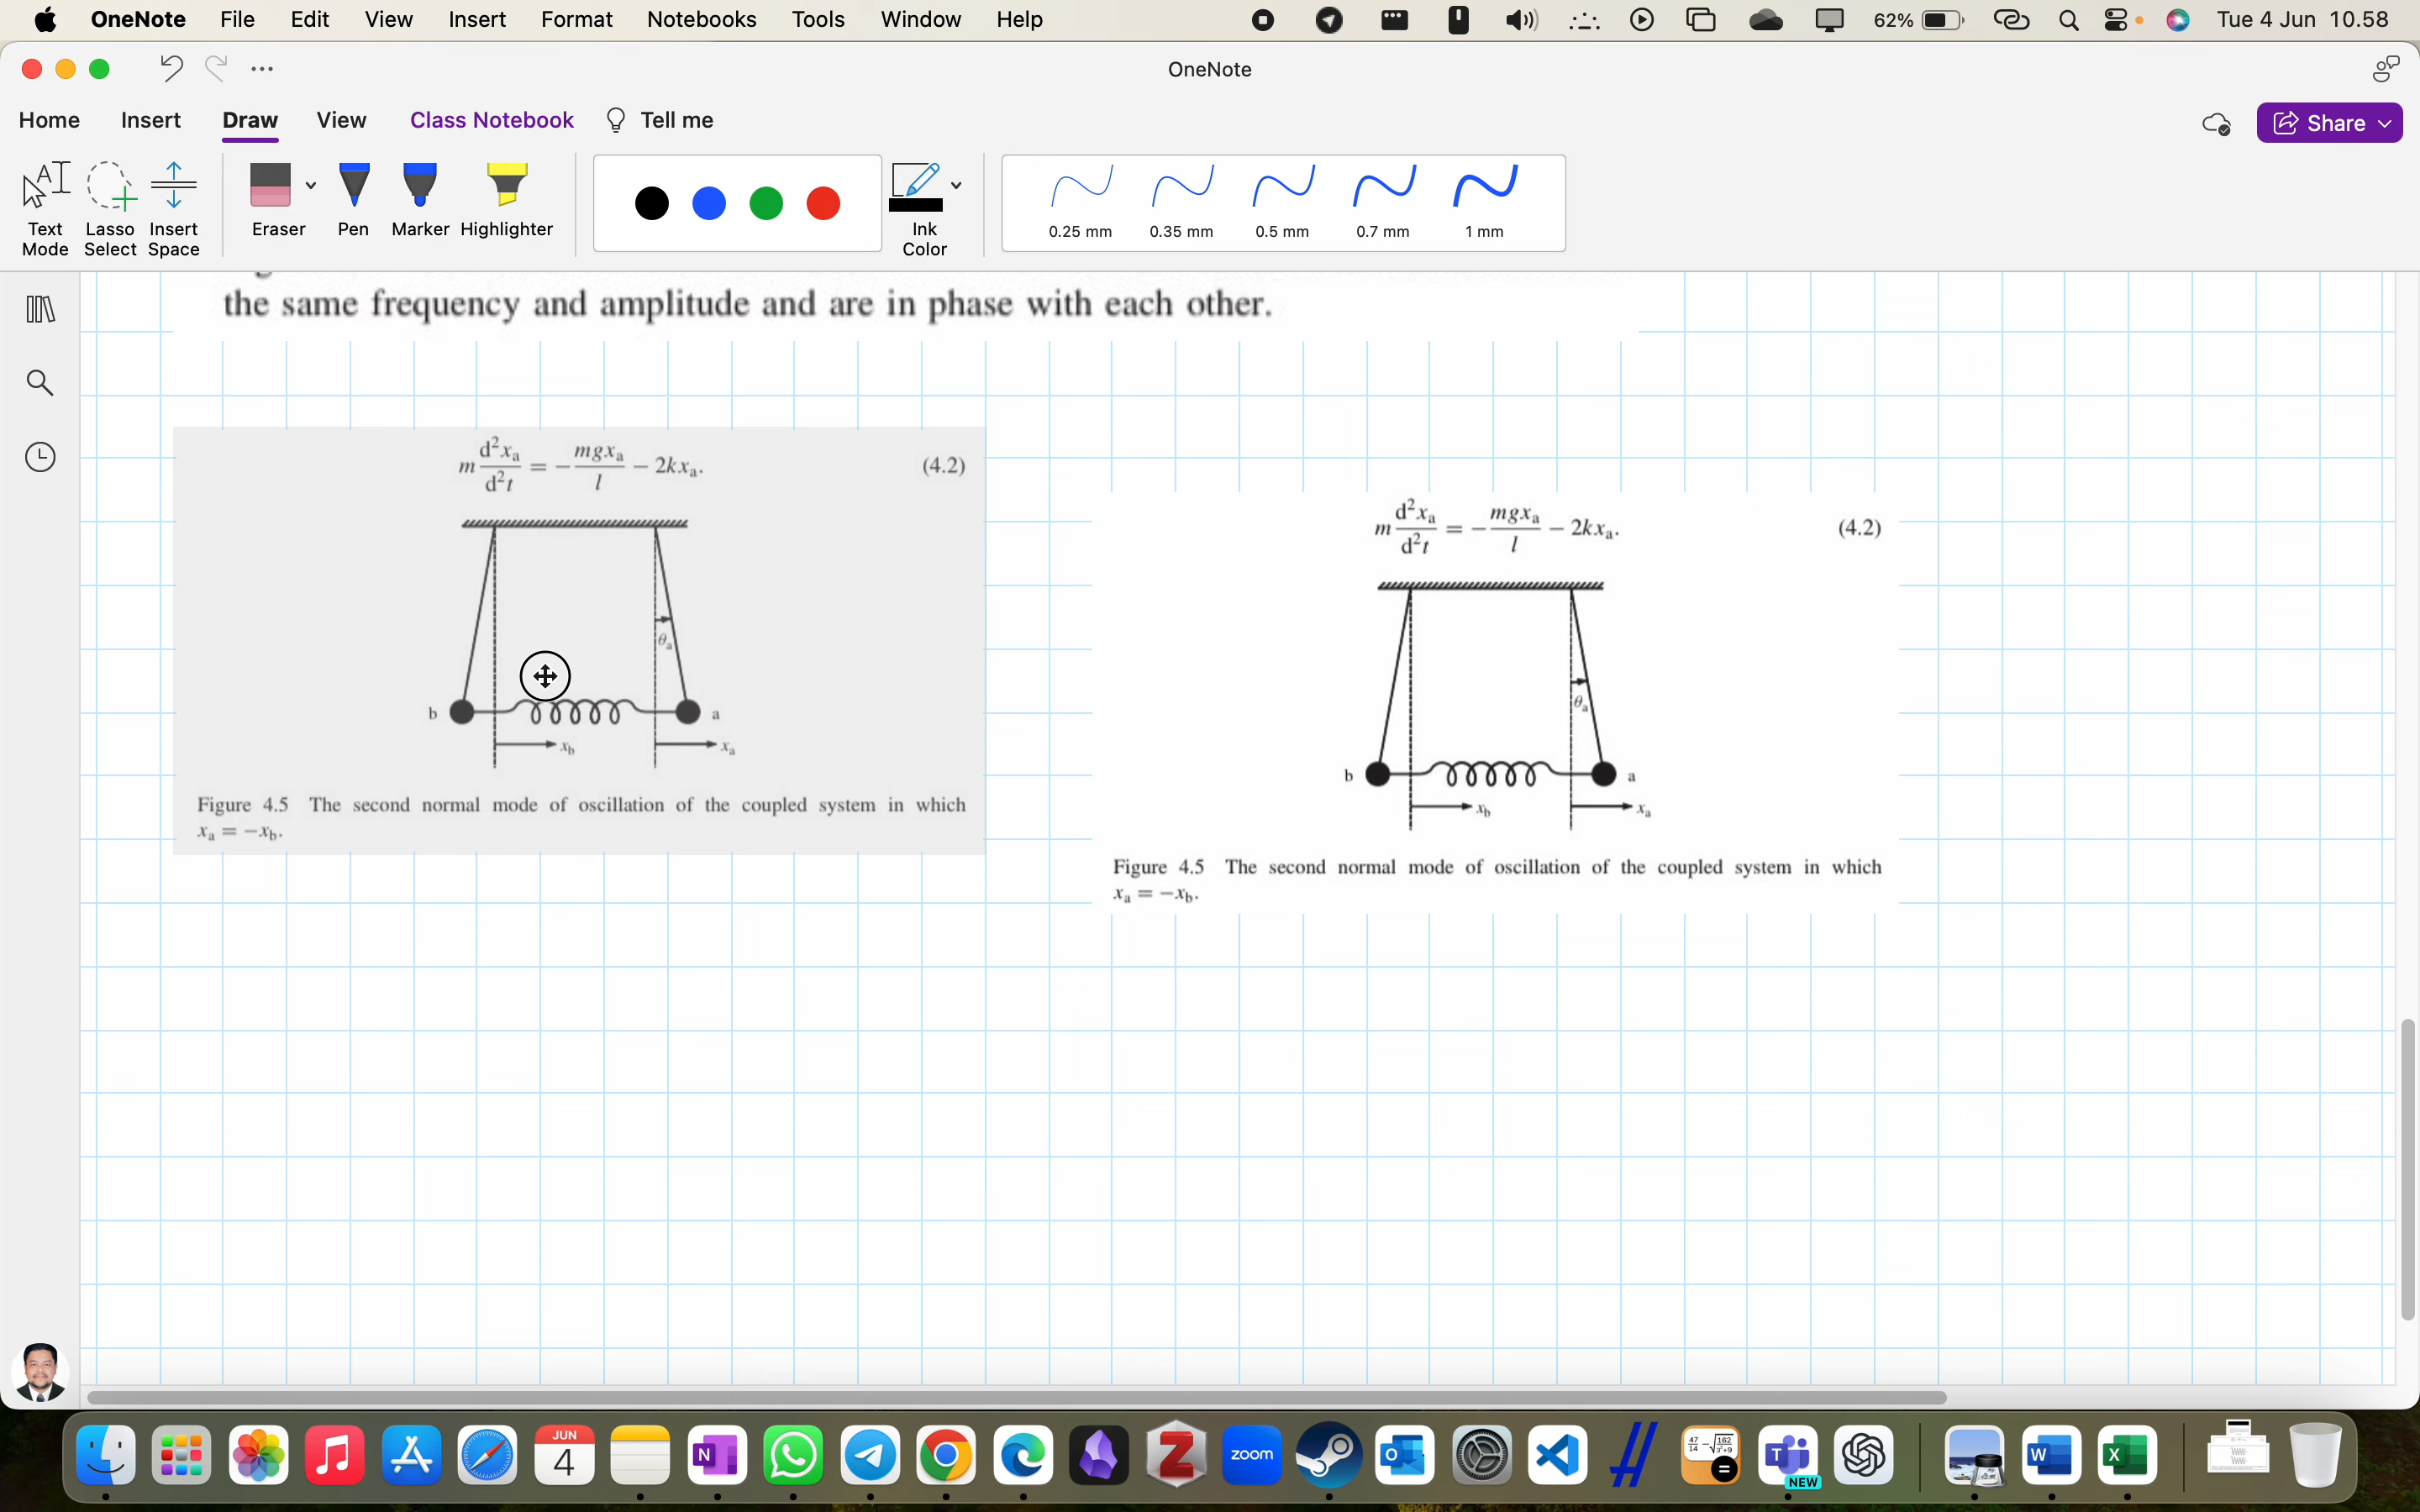 OneNote File Edit View Insert Format Notebooks Tools Window Help 62% Tue 4 Jun 10.58
OneNote
Home Insert Draw View Class Notebook Tell me Share
Text Mode
Lasso Select
Insert Space
Eraser Pen Marker Highlighter
Ink Color
0.25 mm 0.35 mm 0.5 mm 0.7 mm 1 mm
the same frequency and amplitude and are in phase with each other.
m d²xₐ/d²t = − mgxₐ/l − 2kxₐ. (4.2)
θₐ
b a
x_b xₐ
Figure 4.5 The second normal mode of oscillation of the coupled system in which
xₐ = −x_b.
m d²xₐ/d²t = − mgxₐ/l − 2kxₐ. (4.2)
θₐ
b a
x_b xₐ
Figure 4.5 The second normal mode of oscillation of the coupled system in which
xₐ = −x_b.
JUN
4
N
Z
zoom
O
T
NEW
W
X